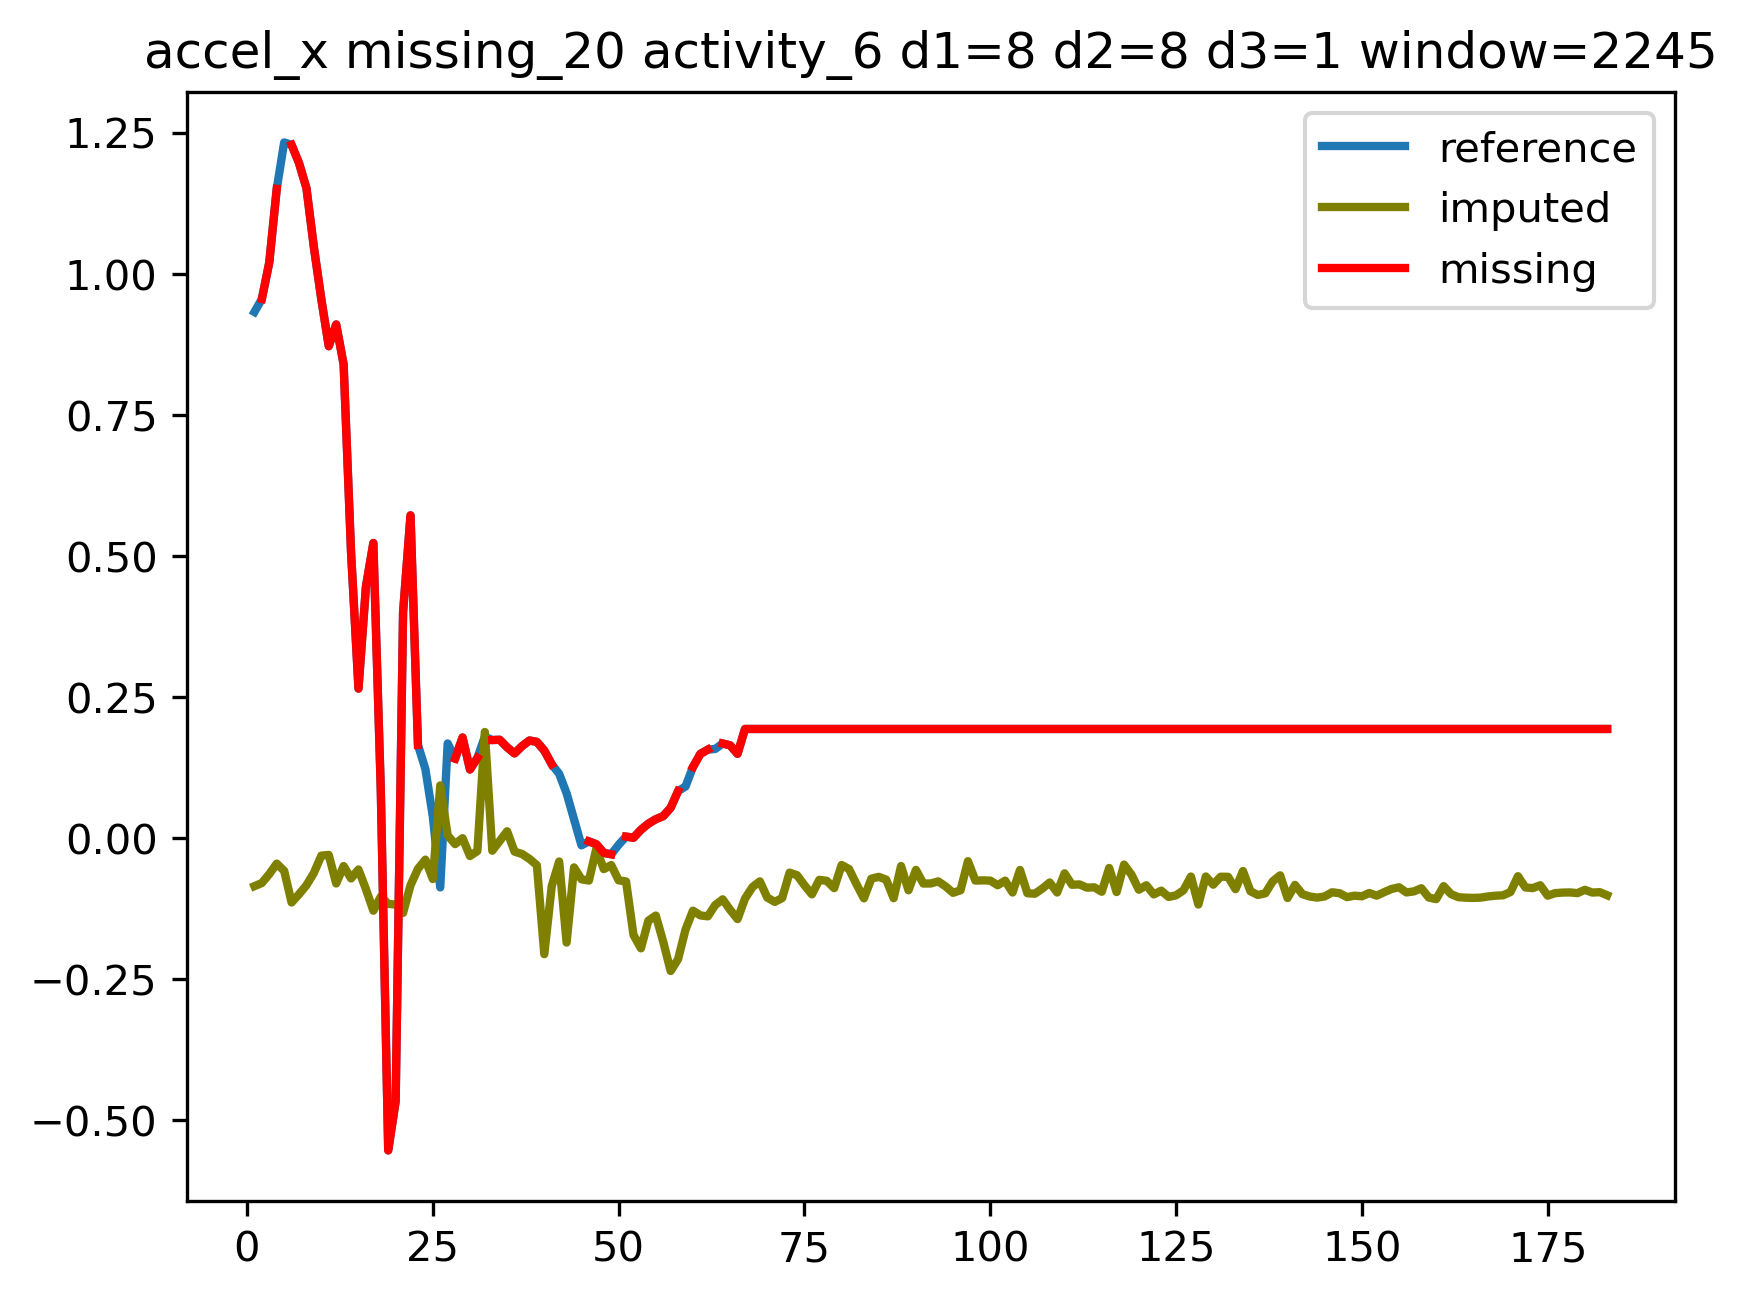 accel_x missing_20 activity_6 d1=8 d2=8 d3=1 window=2245
reference
imputed
missing
1.25
1.00
0.75
0.50
0.25
0.00
−0.25
−0.50
0 25 50 75 100 125 150 175